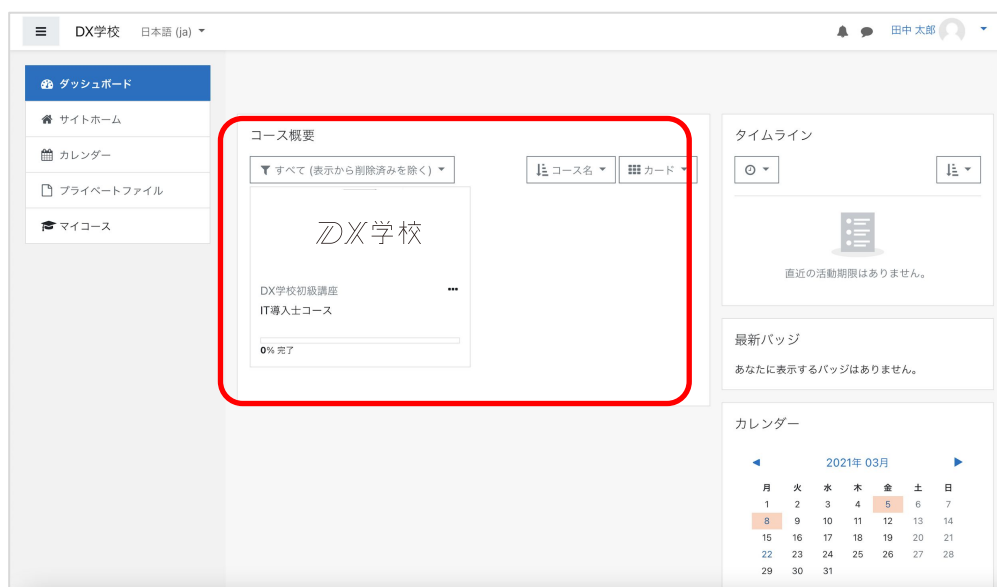 DX学校 日本語 (ja)
田中 太郎
ダッシュボード
サイトホーム
カレンダー
プライベートファイル
マイコース
コース概要
すべて (表示から削除済みを除く)
コース名
カード
DX学校
DX学校初級講座
IT導入士コース
0% 完了
タイムライン
直近の活動期限はありません。
最新バッジ
あなたに表示するバッジはありません。
カレンダー
2021年 03月
月 火 水 木 金 土 日
1 2 3 4 5 6 7
8 9 10 11 12 13 14
15 16 17 18 19 20 21
22 23 24 25 26 27 28
29 30 31